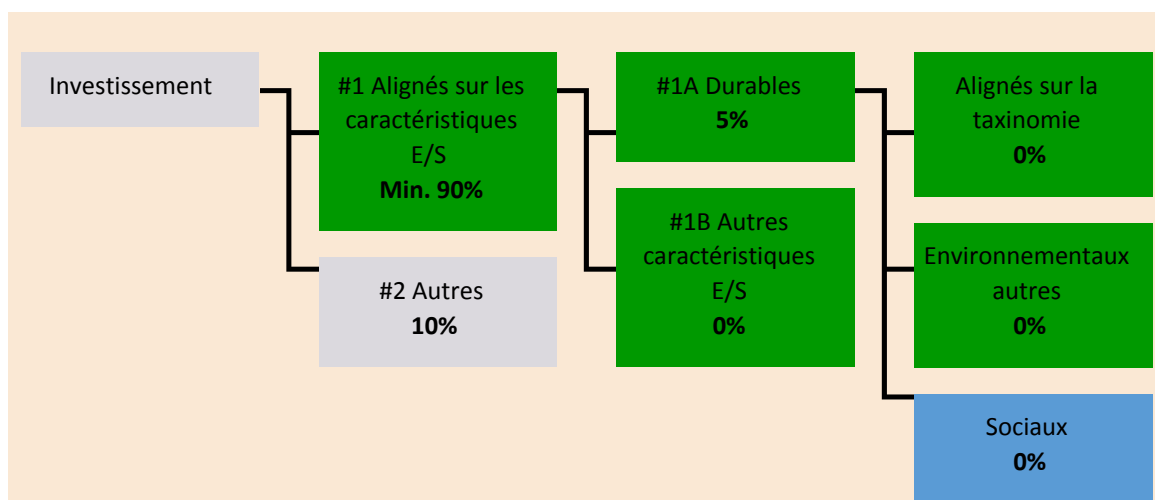 Investissement
#1 Alignés sur les
caractéristiques
E/S
Min. 90%
#2 Autres
10%
#1A Durables
5%
#1B Autres
caractéristiques
E/S
0%
Alignés sur la
taxinomie
0%
Environnementaux
autres
0%
Sociaux
0%